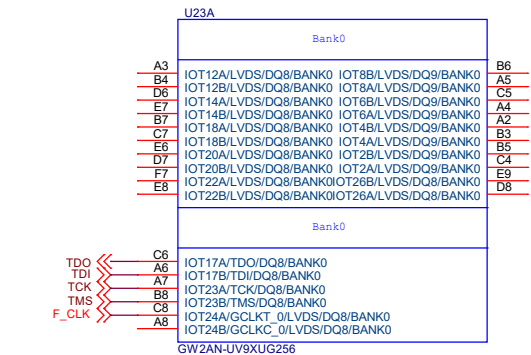 U23A
Bank0
A3 IOT12A/LVDS/DQ8/BANK0 IOT8B/LVDS/DQ9/BANK0 B6
B4 IOT12B/LVDS/DQ8/BANK0 IOT8A/LVDS/DQ9/BANK0 A5
D6 IOT14A/LVDS/DQ8/BANK0 IOT6B/LVDS/DQ9/BANK0 C5
E7 IOT14B/LVDS/DQ8/BANK0 IOT6A/LVDS/DQ9/BANK0 A4
B7 IOT18A/LVDS/DQ8/BANK0 IOT4B/LVDS/DQ9/BANK0 A2
C7 IOT18B/LVDS/DQ8/BANK0 IOT4A/LVDS/DQ9/BANK0 B3
E6 IOT20A/LVDS/DQ8/BANK0 IOT2B/LVDS/DQ9/BANK0 B5
D7 IOT20B/LVDS/DQ8/BANK0 IOT2A/LVDS/DQ9/BANK0 C4
F7 IOT22A/LVDS/DQ8/BANK0IOT26B/LVDS/DQ8/BANK0 E9
E8 IOT22B/LVDS/DQ8/BANK0IOT26A/LVDS/DQ8/BANK0 D8
Bank0
TDO C6 IOT17A/TDO/DQ8/BANK0
TDI A6 IOT17B/TDI/DQ8/BANK0
TCK A7 IOT23A/TCK/DQ8/BANK0
TMS B8 IOT23B/TMS/DQ8/BANK0
F_CLK C8 IOT24A/GCLKT_0/LVDS/DQ8/BANK0
A8 IOT24B/GCLKC_0/LVDS/DQ8/BANK0
GW2AN-UV9XUG256